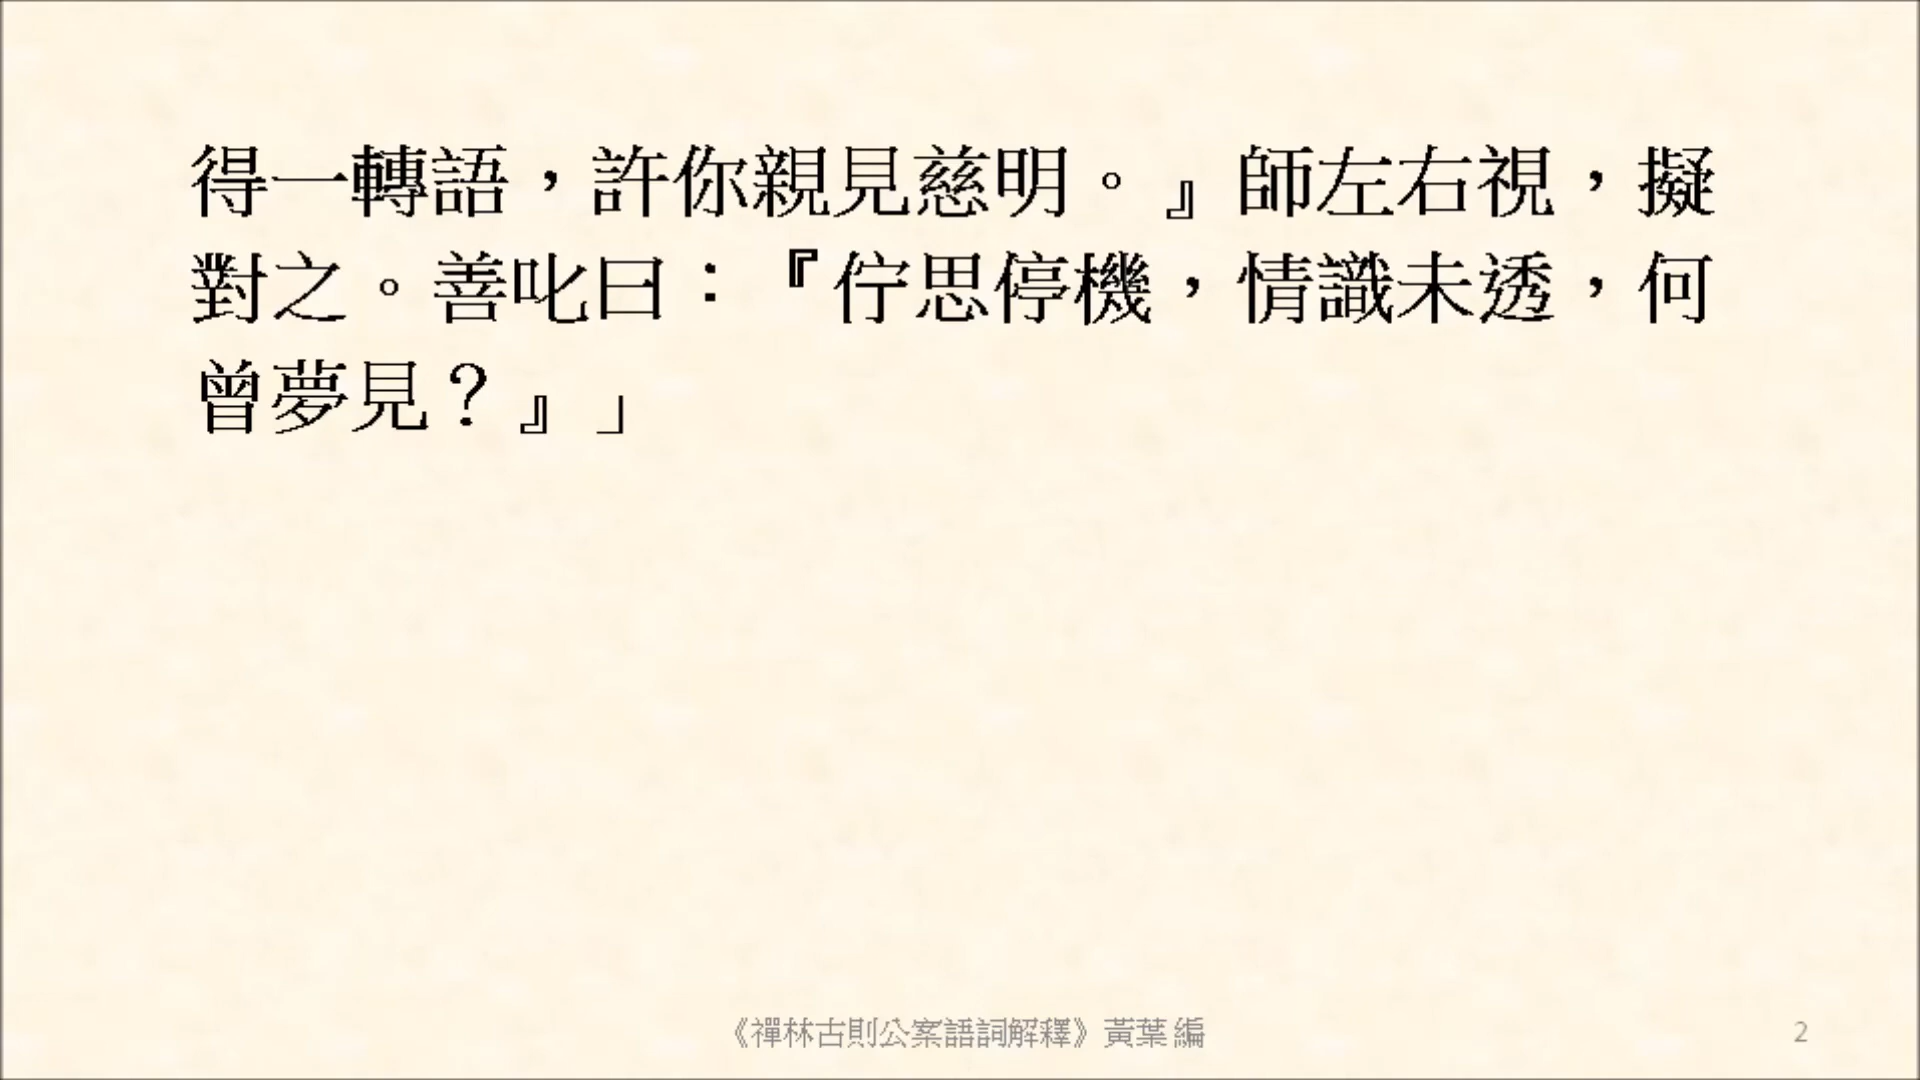 得一轉語，許你親見慈明。』師左右視，擬
對之。善叱曰：『佇思停機，情識未透，何
曾夢見？』」
《禪林古則公案語詞解釋》黃葉 編
2